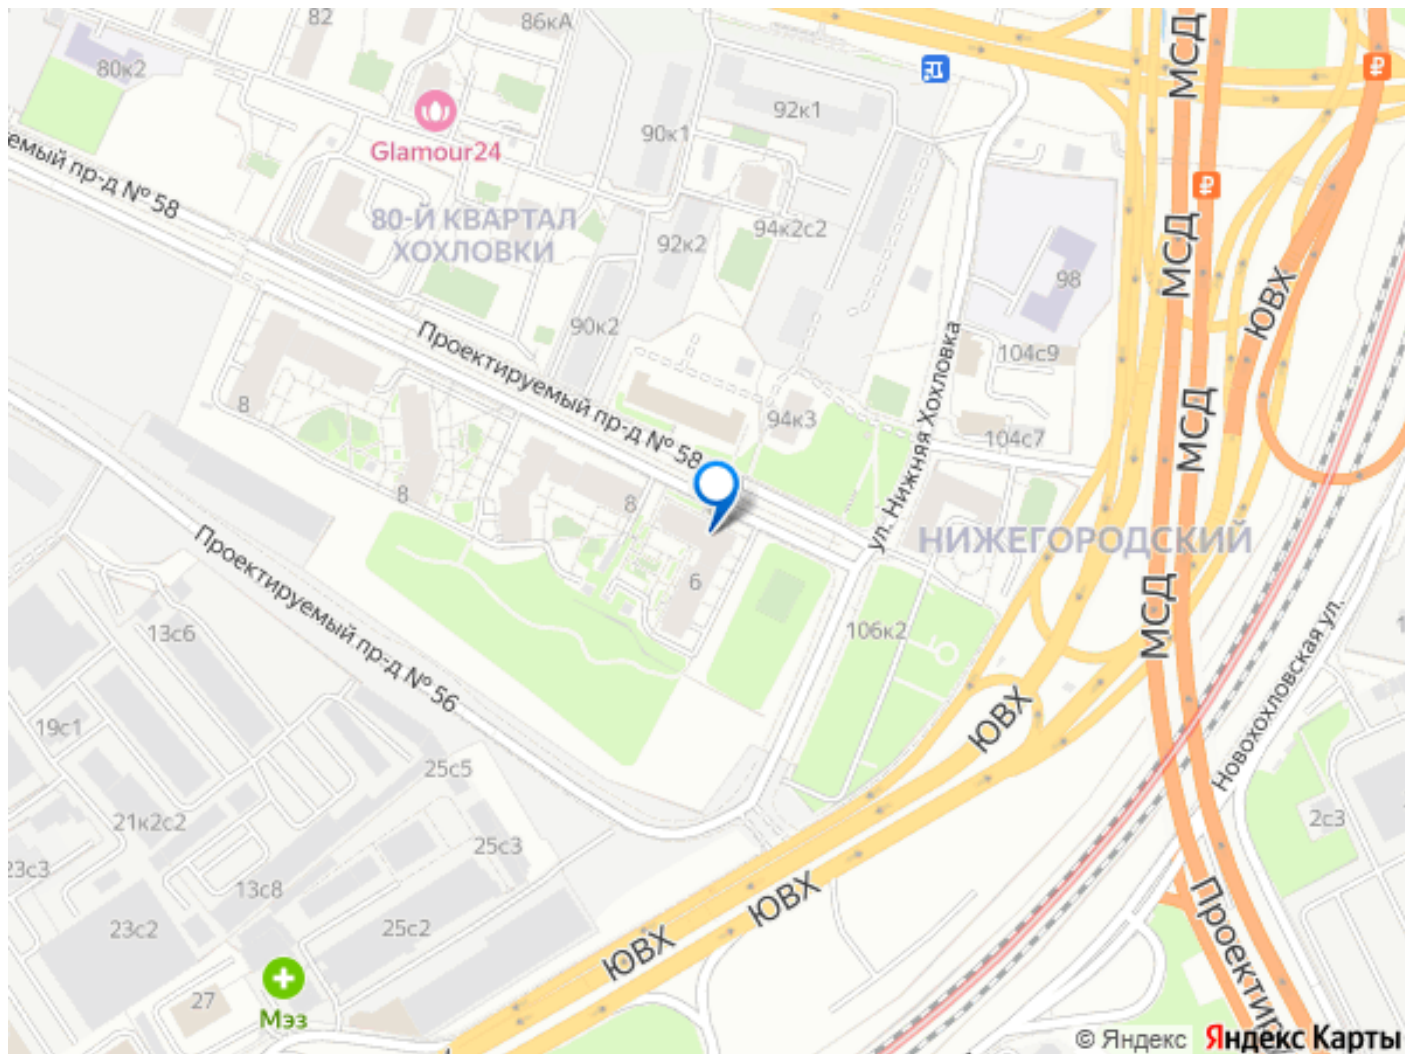 82
86кА
80к2
МСД
92к1
90к1
Glamour24
пр-д № 58
80-Й КВАРТАЛ
ХОХЛОВКИ
94к2с2
92к2
МСД
98
ЮВХ
90к2
Проектируемый пр-д № 58
ул. Нижняя Хохловка
104с9
8
94к3
МСД
104с7
8
8
НИЖЕГОРОДСКИЙ
6
МСД
Проектируемый пр-д № 56
13с6
106к2
Новохохловская ул.
19с1
ЮВХ
25с5
21к2с2
2с3
25с3
23с3
13с8
ЮВХ
23с2
25с2
ЮВХ
27
Мэз
© Яндекс Яндекс Карты